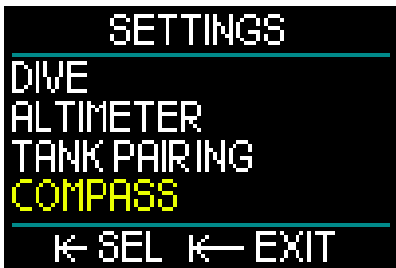 SETTINGS
DIVE
ALTIMETER
TANK PAIRING
COMPASS
SEL EXIT